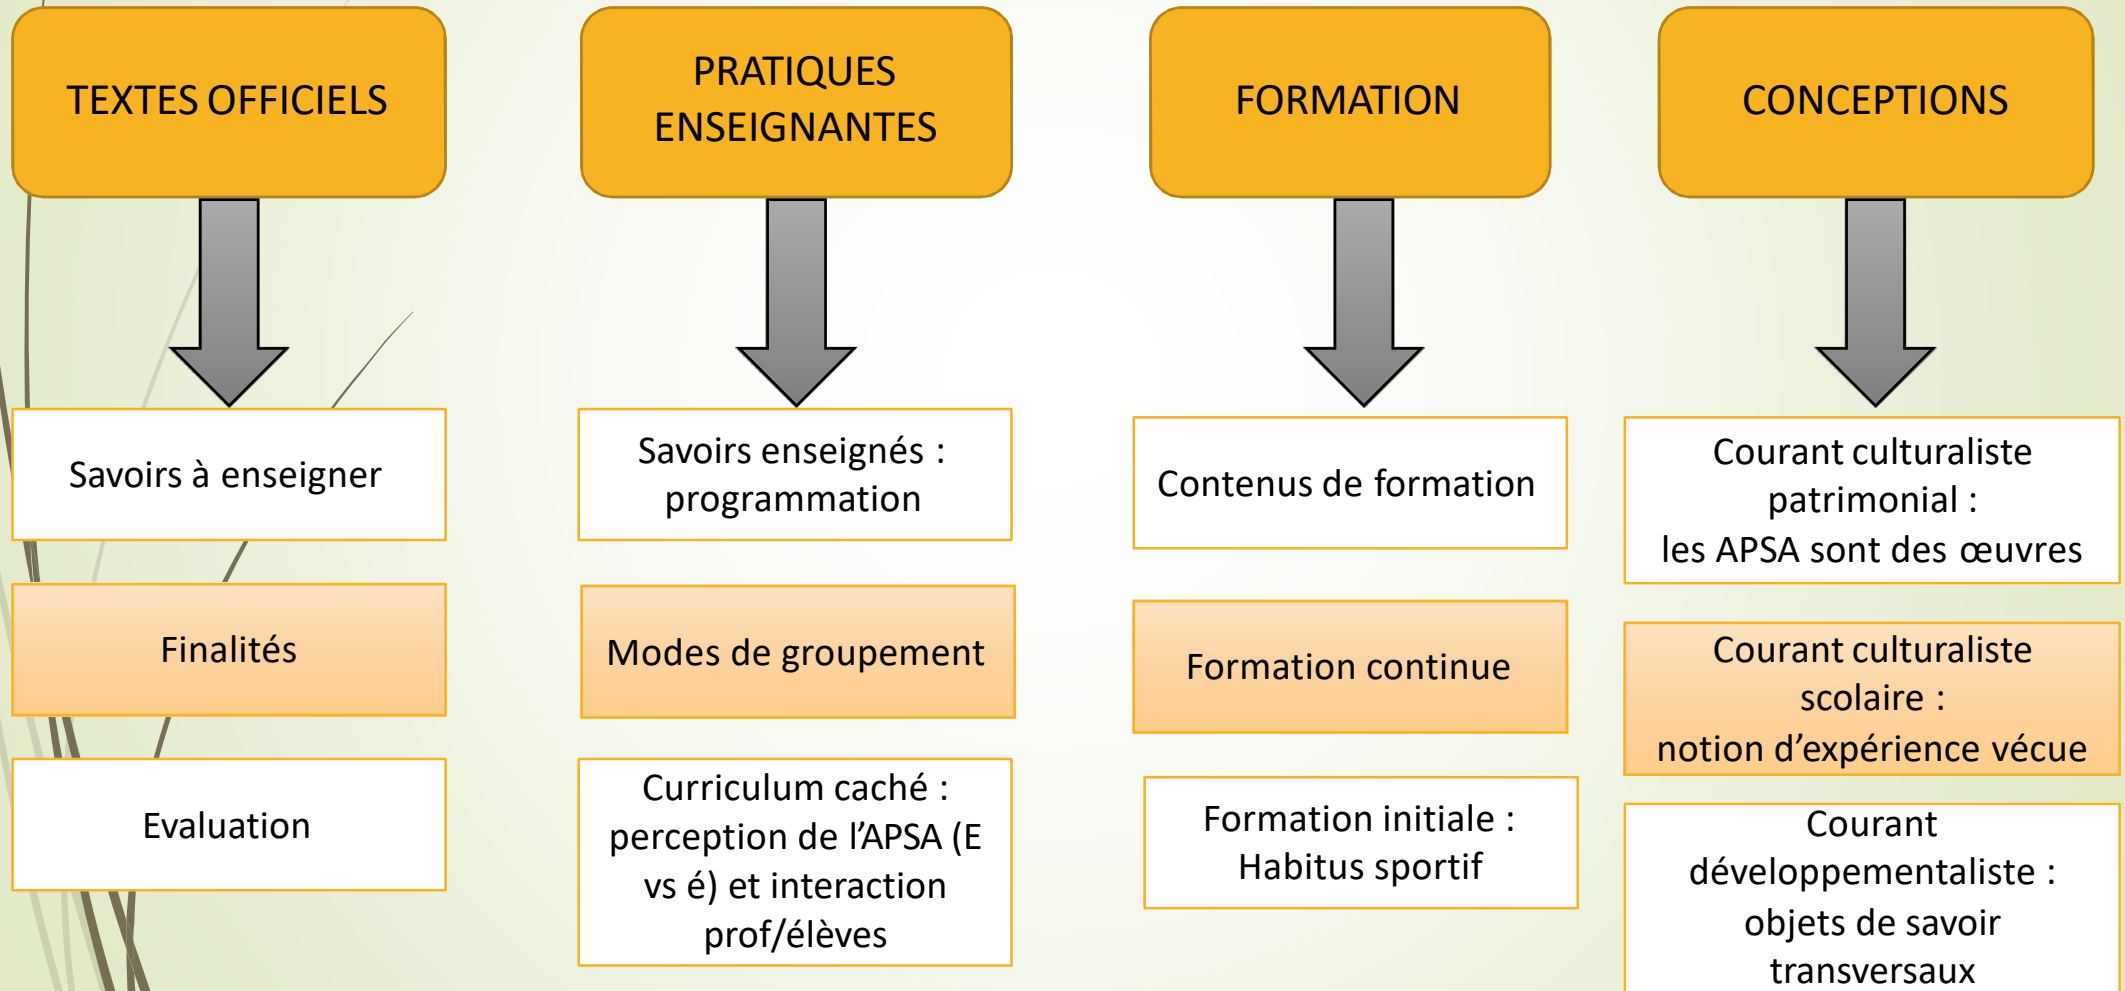 TEXTES OFFICIELS
Savoirs à enseigner
Finalités
Evaluation
PRATIQUES
ENSEIGNANTES
Savoirs enseignés :
programmation
Modes de groupement
Curriculum caché :
perception de l’APSA (E
vs é) et interaction
prof/élèves
FORMATION
Contenus de formation
Formation continue
Formation initiale :
Habitus sportif
CONCEPTIONS
Courant culturaliste
patrimonial :
les APSA sont des œuvres
Courant culturaliste
scolaire :
notion d’expérience vécue
Courant
développementaliste :
objets de savoir
transversaux